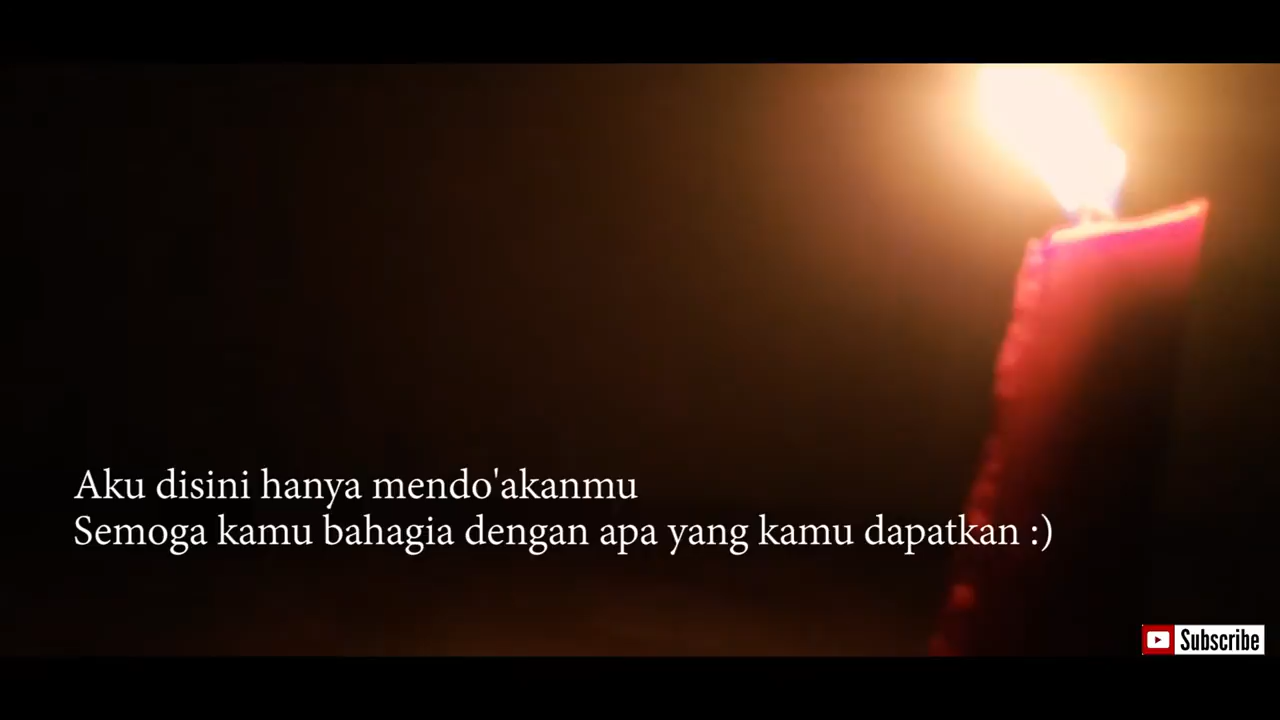 Aku disini hanya mendo'akanmu
Semoga kamu bahagia dengan apa yang kamu dapatkan :)
Subscribe